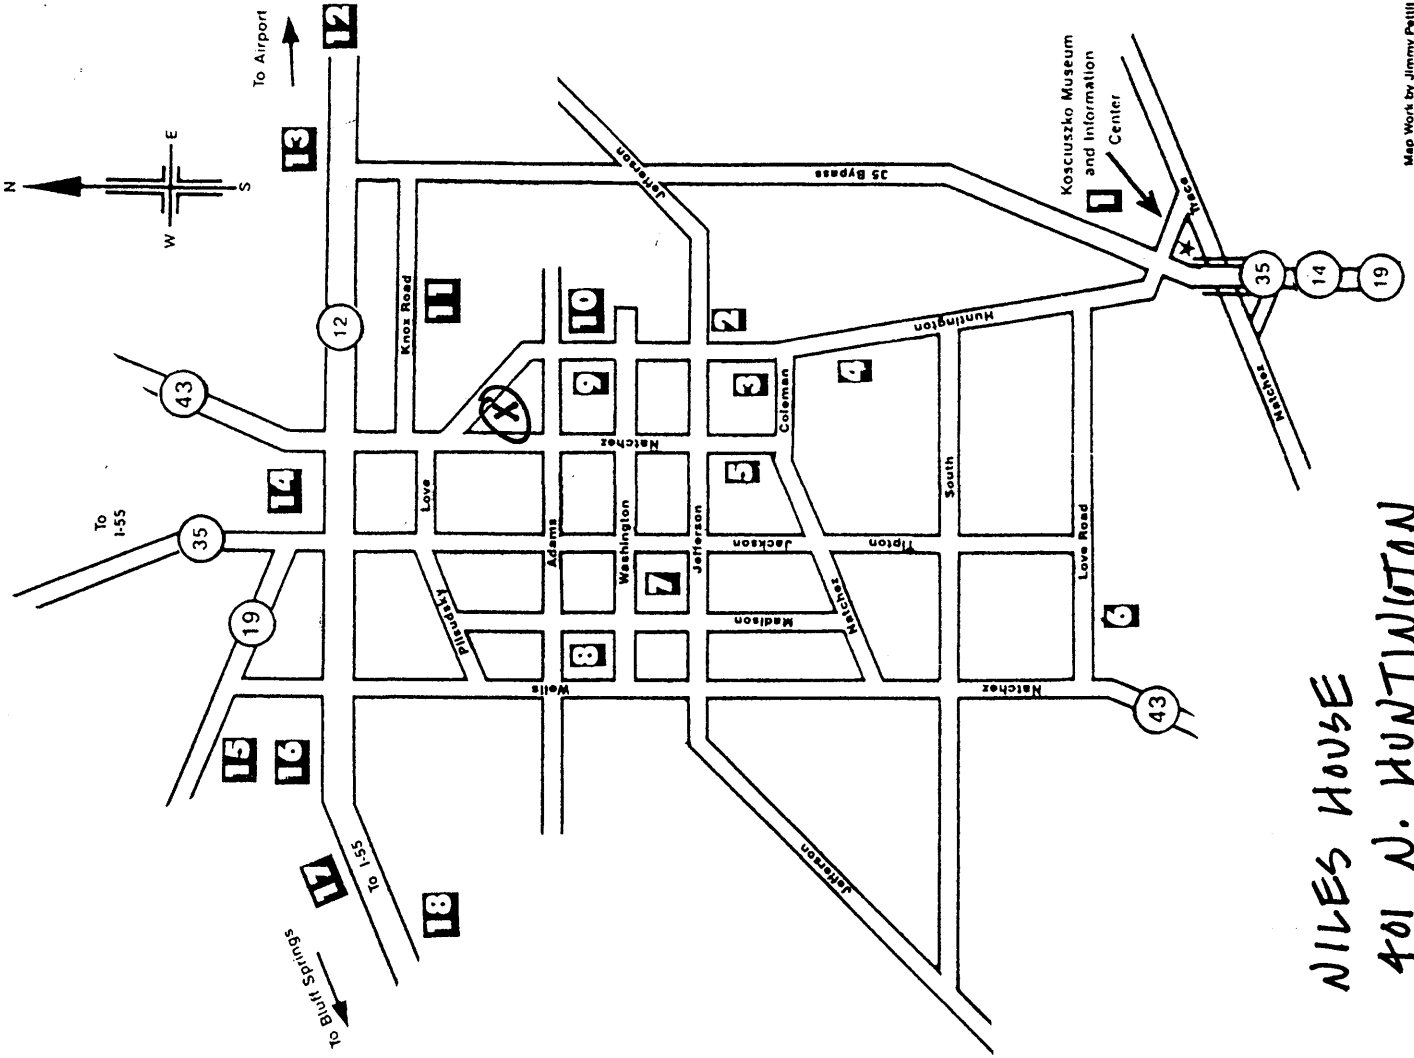 N
W
E
S
To Airport
12
13
12
43
To
I-55
35
14
19
15
16
17
To I-55
18
To Bluff Springs
Knox Road
11
Love
Pilsudsky
X
10
9
Adams
Washington
Natchez
Jefferson
Jefferson
35 Bypass
2
3
Coleman
4
Huntington
5
Jackson
7
8
Madison
Wells
Natchez
Tipton
South
Love Road
6
Natchez
43
Jefferson
Kosciuszko Museum
and Information
Center
1
Trace
Natchez
35
14
19
Map Work by Jimmy Pettit
NILES HOUSE
401 N. HUNTINGTON